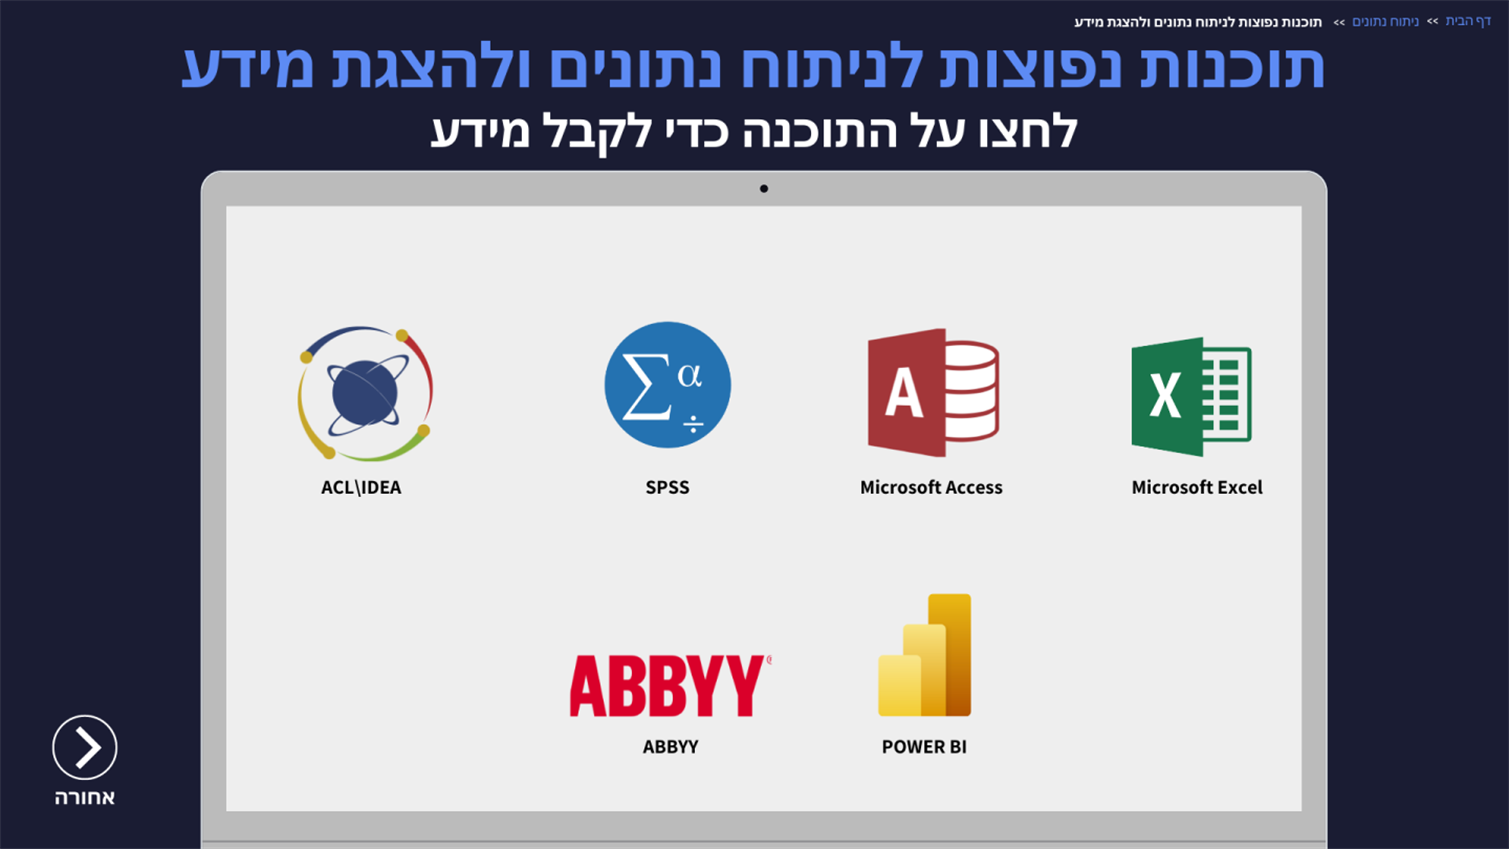 דף הבית >> ניתוח נתונים >> תוכנות נפוצות לניתוח נתונים ולהצגת מידע
תוכנות נפוצות לניתוח נתונים ולהצגת מידע
לחצו על התוכנה כדי לקבל מידע
X
A
Σ α ÷
Microsoft Excel
Microsoft Access
SPSS
ACL\IDEA
ABBYY®
POWER BI
ABBYY
אחורה